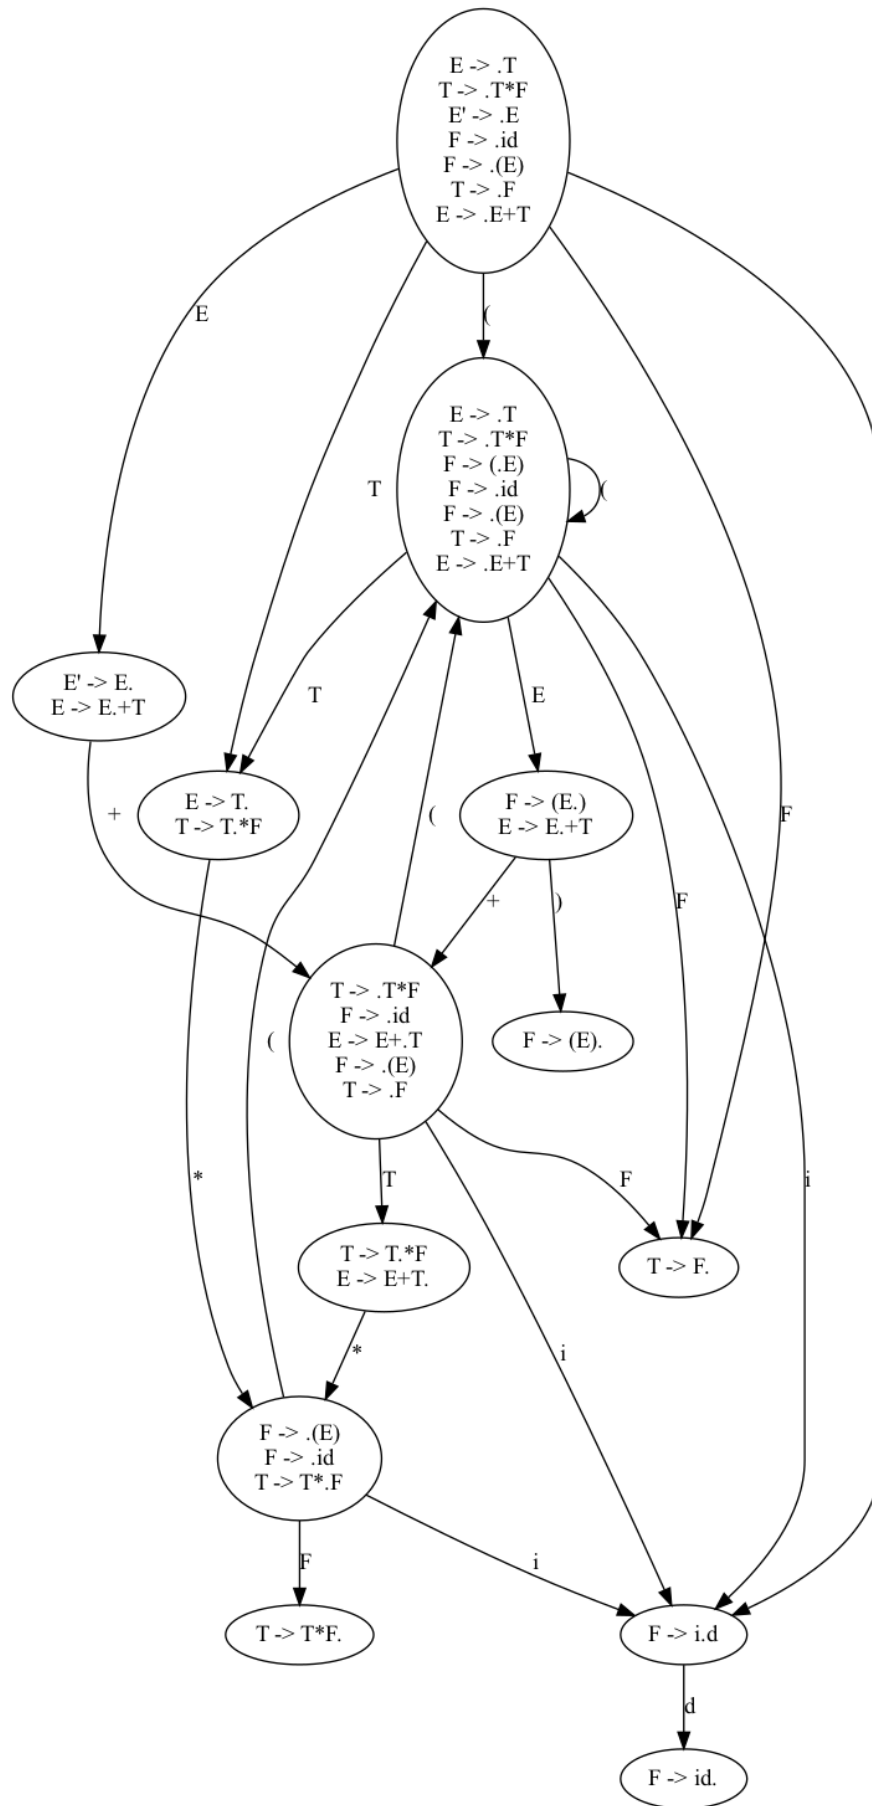 E -> .T
T -> .T*F
E' -> .E
F -> .id
F -> .(E)
T -> .F
E -> .E+T
E
(
E -> .T
T -> .T*F
F -> (.E)
F -> .id
F -> .(E)
T -> .F
E -> .E+T
T
(
E' -> E.
E -> E.+T
T
E
E -> T.
T -> T.*F
F -> (E.)
E -> E.+T
+
(
F
+
)
F
T -> .T*F
F -> .id
E -> E+.T
F -> .(E)
T -> .F
(
F -> (E).
*
T
F
i
T -> T.*F
E -> E+T.
T -> F.
*
i
F -> .(E)
F -> .id
T -> T*.F
F
i
T -> T*F.
F -> i.d
d
F -> id.